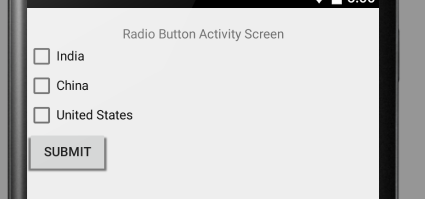 Radio Button Activity Screen
India
China
United States
SUBMIT